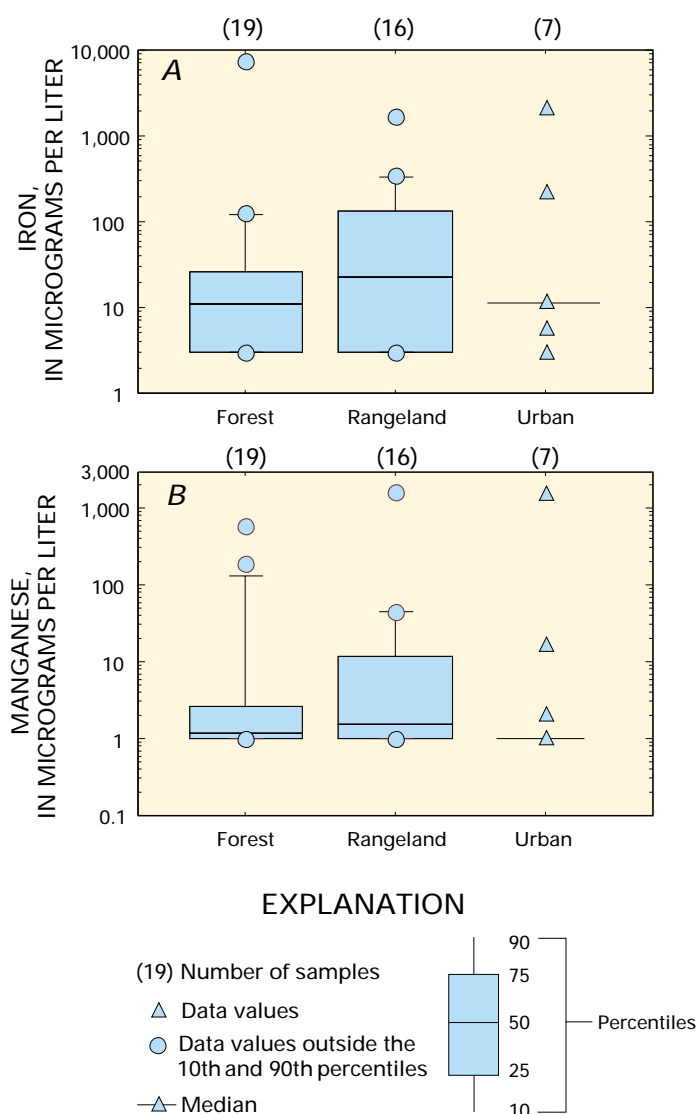 (19) (16) (7)
A
10,000
1,000
100
10
1
IRON,
IN MICROGRAMS PER LITER
Forest Rangeland Urban
(19) (16) (7)
B
3,000
1,000
100
10
1
0.1
MANGANESE,
IN MICROGRAMS PER LITER
Forest Rangeland Urban
EXPLANATION
(19) Number of samples
Data values
Data values outside the
10th and 90th percentiles
Median
90
75
50
25
10
Percentiles